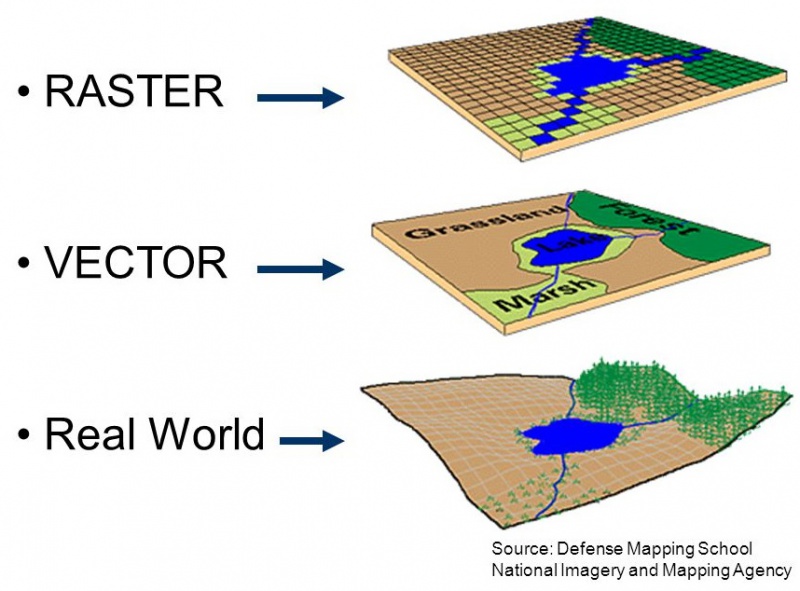 • RASTER
Grassland
Forest
Lake
Marsh
• VECTOR
• Real World
Source: Defense Mapping School
National Imagery and Mapping Agency